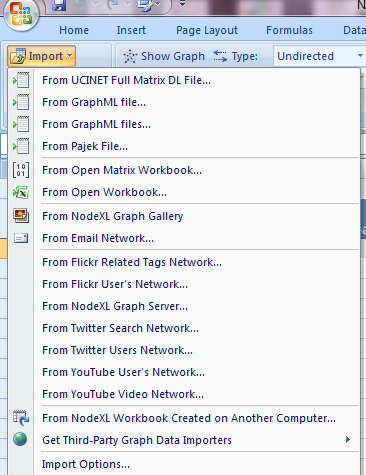 N
Home Insert Page Layout Formulas Data
Import Show Graph Type: Undirected
From UCINET Full Matrix DL File...
From GraphML file...
From GraphML files...
From Pajek File...
From Open Matrix Workbook...
From Open Workbook...
From NodeXL Graph Gallery
From Email Network...
From Flickr Related Tags Network...
From Flickr User's Network...
From NodeXL Graph Server...
From Twitter Search Network...
From Twitter Users Network...
From YouTube User's Network...
From YouTube Video Network...
From NodeXL Workbook Created on Another Computer...
Get Third-Party Graph Data Importers
Import Options...